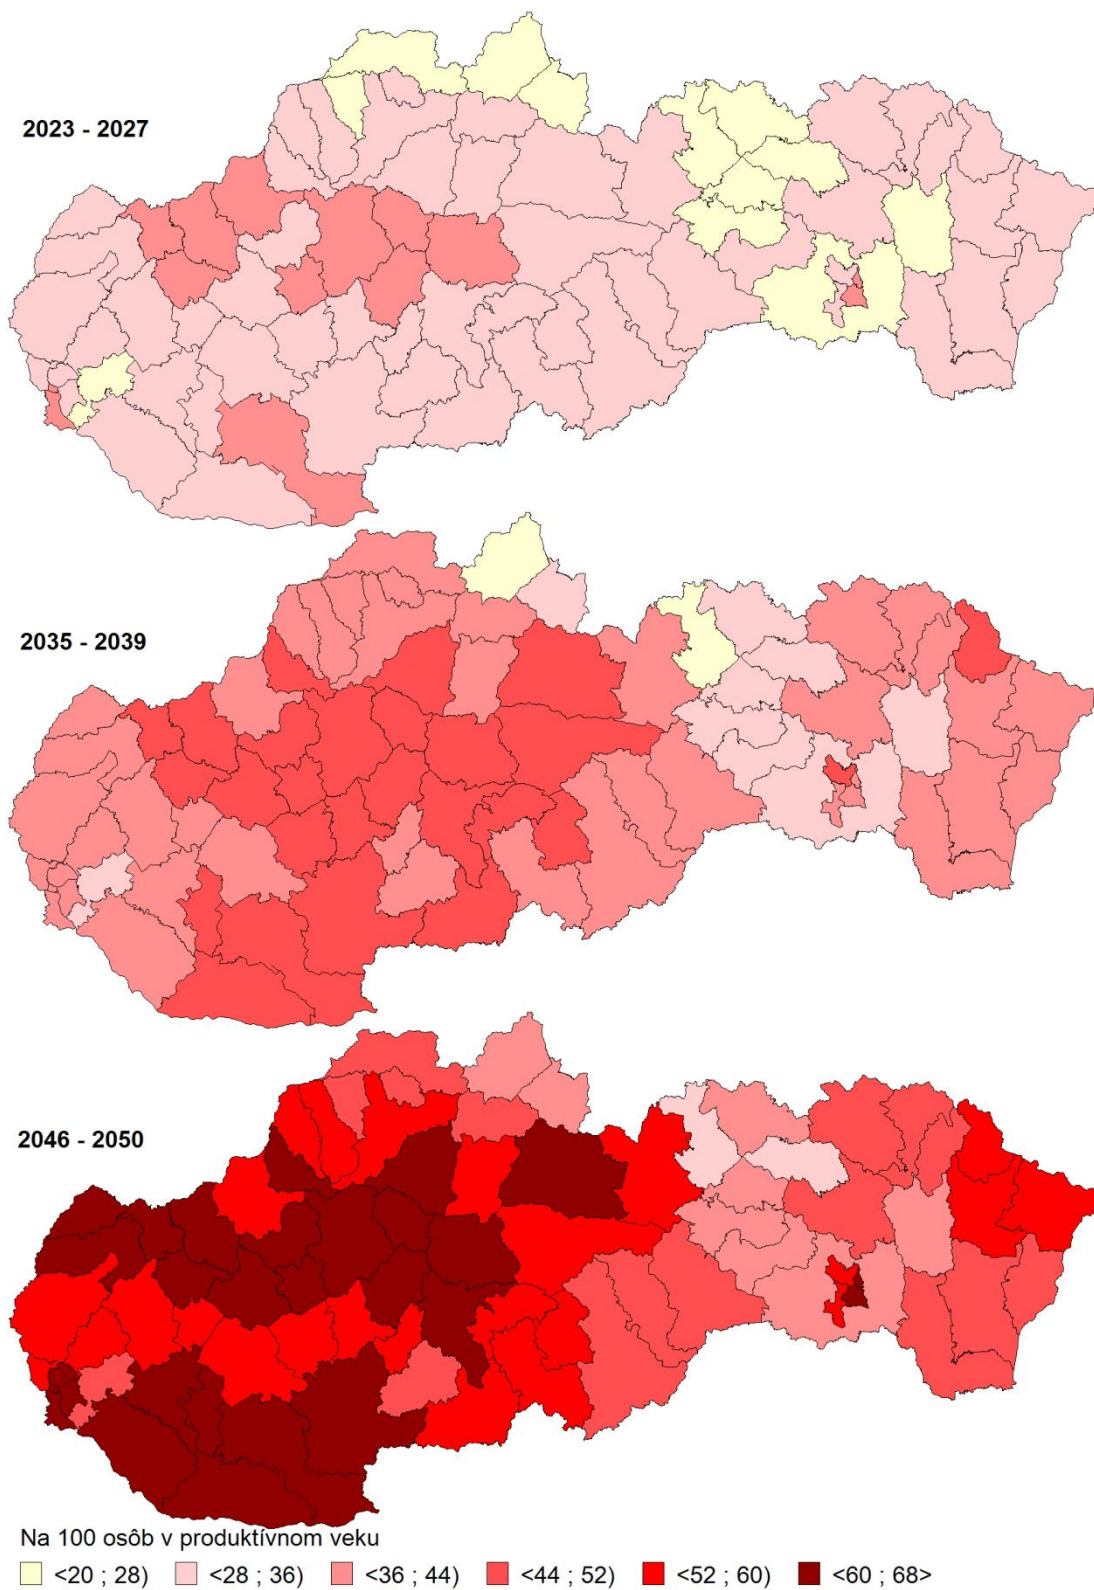 2023 - 2027
2035 - 2039
2046 - 2050
Na 100 osôb v produktívnom veku
<20 ; 28) <28 ; 36) <36 ; 44) <44 ; 52) <52 ; 60) <60 ; 68>